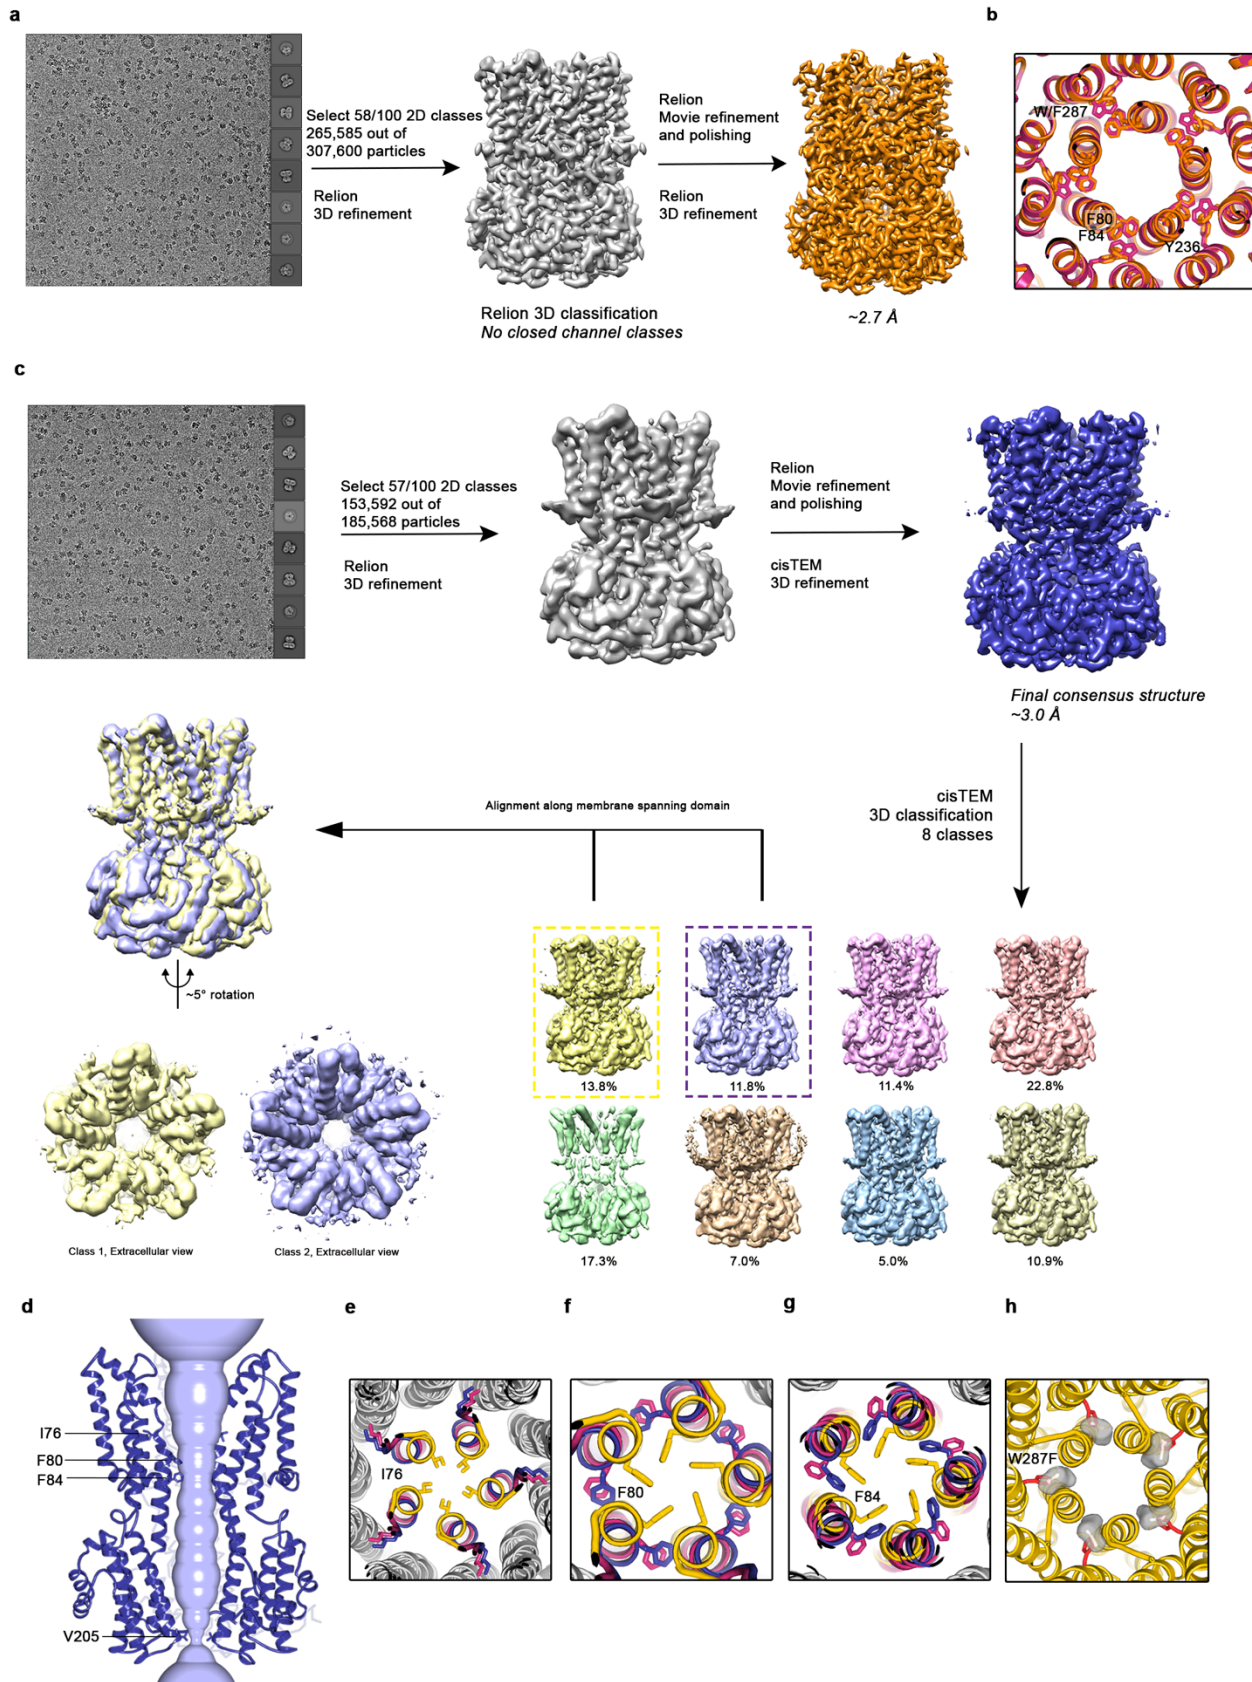 a
b
Select 58/100 2D classes
265,585 out of
307,600 particles
Relion
3D refinement
Relion
Movie refinement
and polishing
Relion
3D refinement
Relion 3D classification
No closed channel classes
~2.7 Å
W/F287
F80
F84
Y236
c
Select 57/100 2D classes
153,592 out of
185,568 particles
Relion
3D refinement
Relion
Movie refinement
and polishing
cisTEM
3D refinement
Final consensus structure
~3.0 Å
cisTEM
3D classification
8 classes
Alignment along membrane spanning domain
~5° rotation
13.8%
11.8%
11.4%
22.8%
17.3%
7.0%
5.0%
10.9%
Class 1, Extracellular view
Class 2, Extracellular view
d
e
f
g
h
I76
F80
F84
V205
I76
F80
F84
W287F